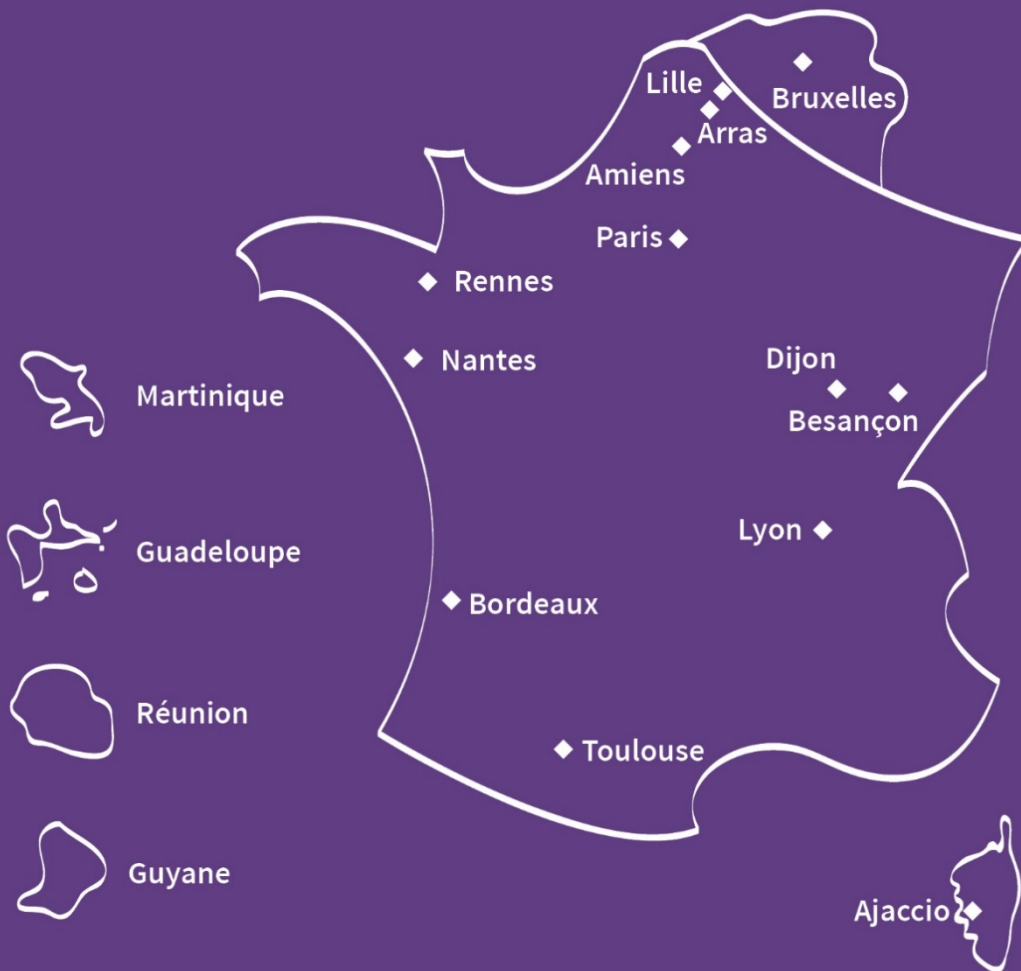 Lille
Bruxelles
Arras
Amiens
Paris
Rennes
Nantes
Dijon
Besançon
Martinique
Lyon
Guadeloupe
Bordeaux
Réunion
Toulouse
Guyane
Ajaccio